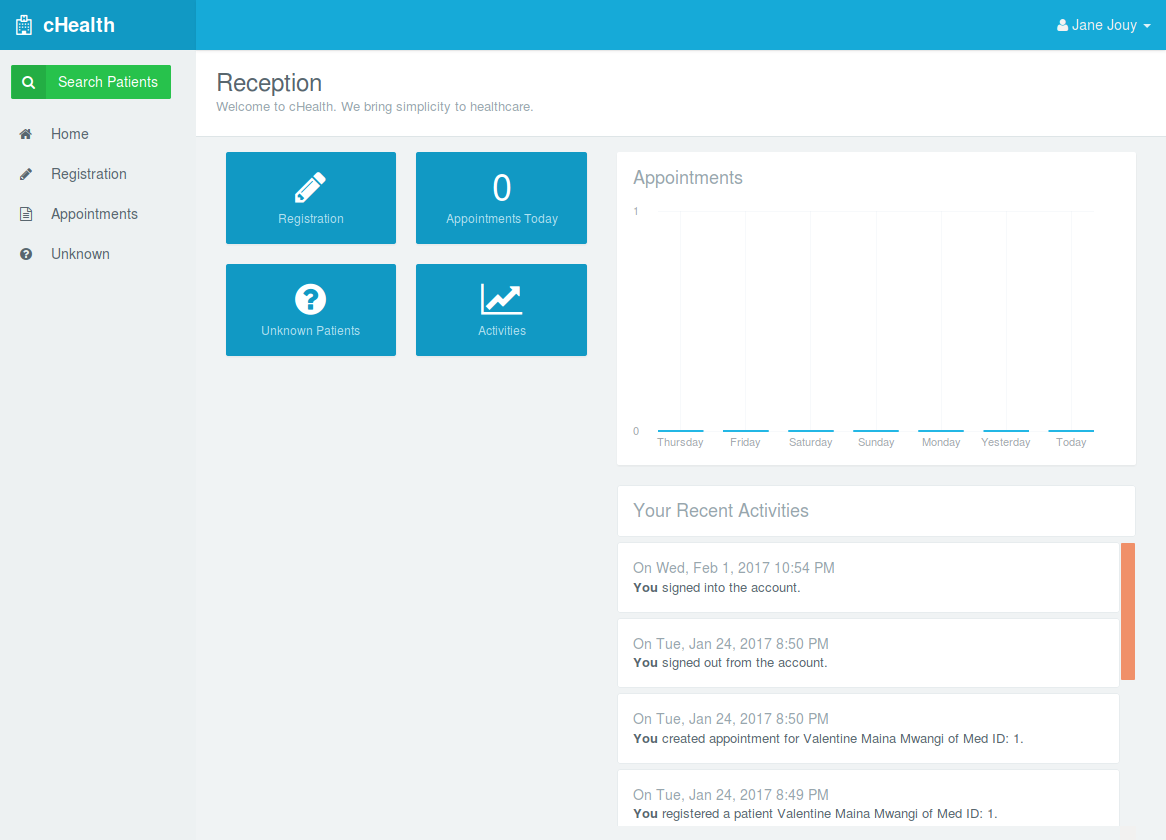 cHealth
Jane Jouy
Search Patients
Home
Registration
Appointments
Unknown
Reception
Welcome to cHealth. We bring simplicity to healthcare.
Registration
0
Appointments Today
Unknown Patients
Activities
Appointments
1
0
Thursday Friday Saturday Sunday Monday Yesterday Today
Your Recent Activities
On Wed, Feb 1, 2017 10:54 PM
You signed into the account.
On Tue, Jan 24, 2017 8:50 PM
You signed out from the account.
On Tue, Jan 24, 2017 8:50 PM
You created appointment for Valentine Maina Mwangi of Med ID: 1.
On Tue, Jan 24, 2017 8:49 PM
You registered a patient Valentine Maina Mwangi of Med ID: 1.